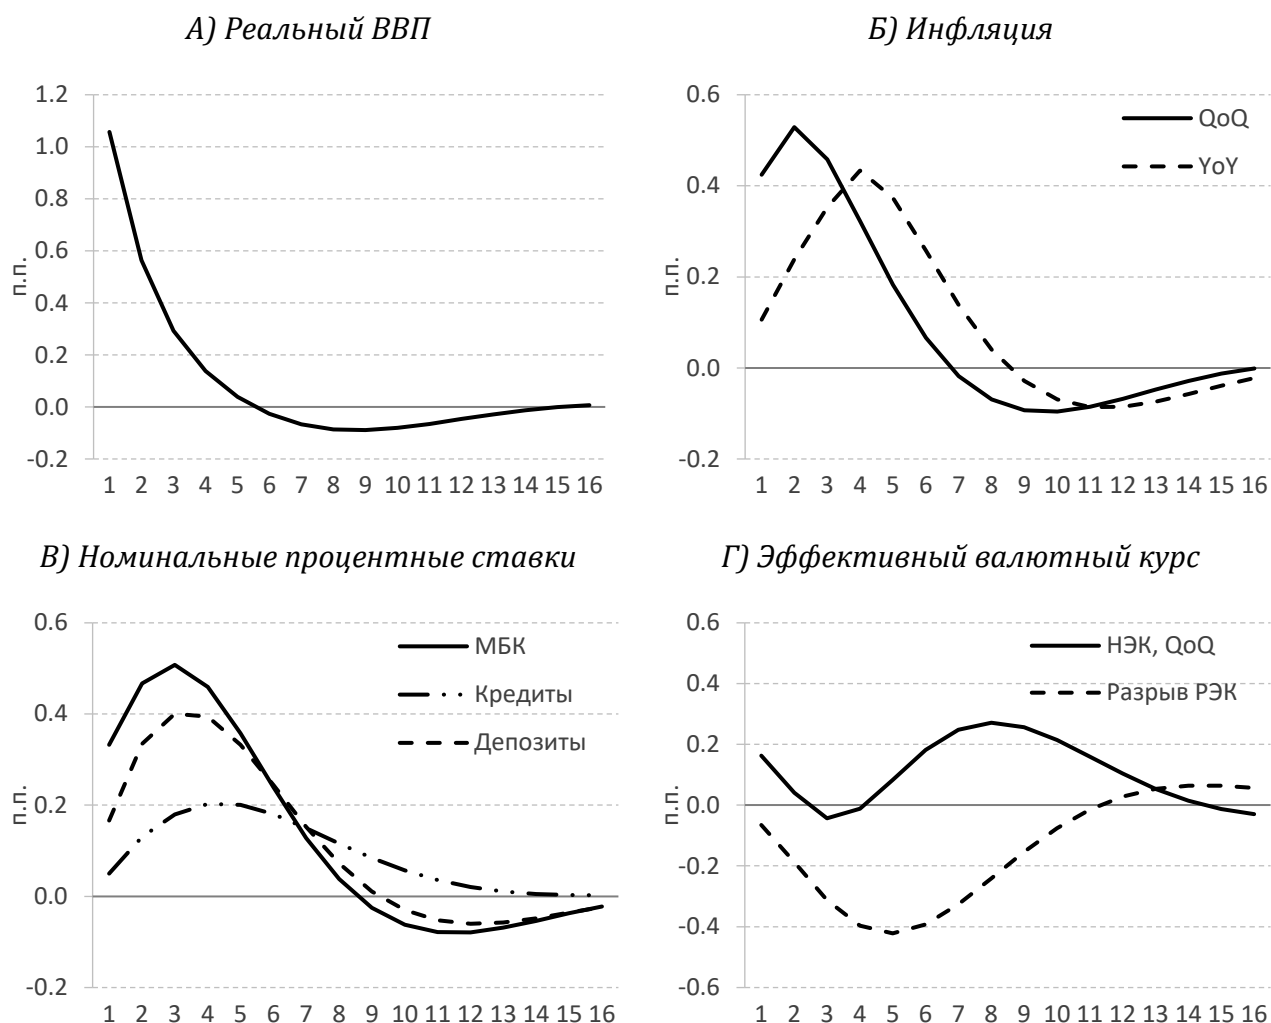 А) Реальный ВВП
1.2
1.0
0.8
0.6
0.4
0.2
0.0
-0.2
п.п.
1 2 3 4 5 6 7 8 9 10 11 12 13 14 15 16
Б) Инфляция
0.6
0.4
0.2
0.0
-0.2
п.п.
QoQ
YoY
1 2 3 4 5 6 7 8 9 10 11 12 13 14 15 16
В) Номинальные процентные ставки
0.6
0.4
0.2
0.0
-0.2
п.п.
МБК
Кредиты
Депозиты
1 2 3 4 5 6 7 8 9 10 11 12 13 14 15 16
Г) Эффективный валютный курс
0.6
0.4
0.2
0.0
-0.2
-0.4
-0.6
п.п.
НЭК, QoQ
Разрыв РЭК
1 2 3 4 5 6 7 8 9 10 11 12 13 14 15 16